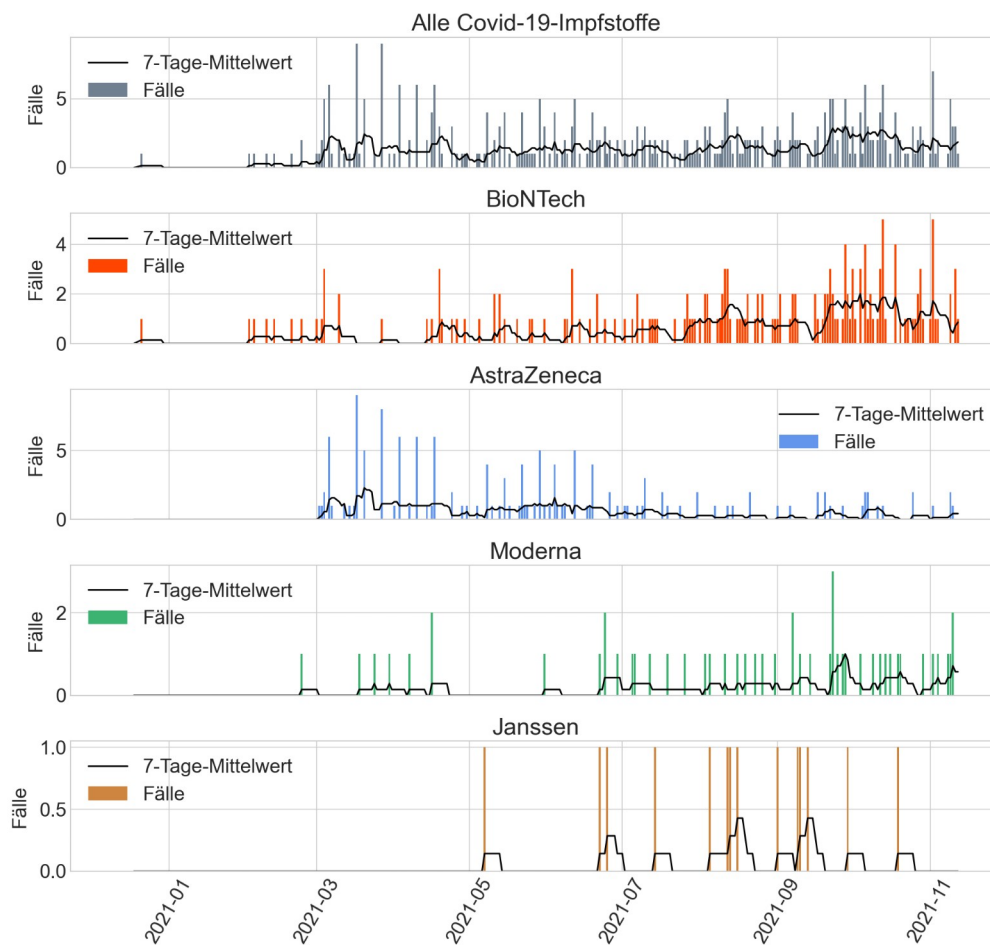 Alle Covid-19-Impfstoffe
Fälle
5
0
7-Tage-Mittelwert
Fälle
BioNTech
Fälle
4
2
0
7-Tage-Mittelwert
Fälle
AstraZeneca
Fälle
5
0
7-Tage-Mittelwert
Fälle
Moderna
Fälle
2
0
7-Tage-Mittelwert
Fälle
Janssen
Fälle
1.0
0.5
0.0
7-Tage-Mittelwert
Fälle
2021-01
2021-03
2021-05
2021-07
2021-09
2021-11